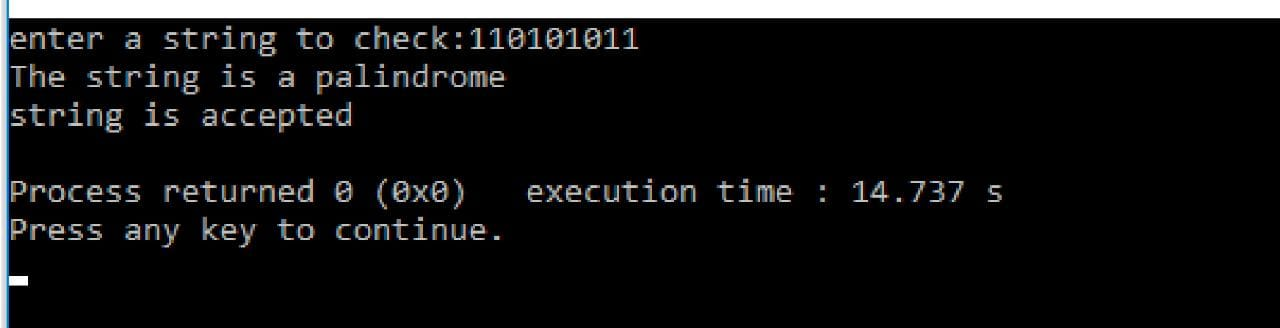 enter a string to check:110101011
The string is a palindrome
string is accepted
Process returned 0 (0x0)   execution time : 14.737 s
Press any key to continue.